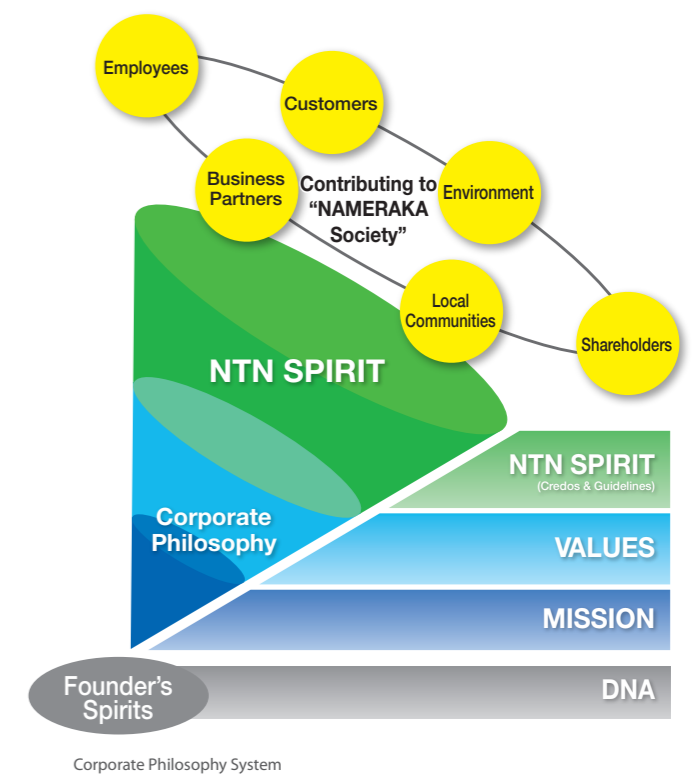 Employees
Customers
Business
Partners
Contributing to
“NAMERAKA
Society”
Environment
Local
Communities
Shareholders
NTN SPIRIT
NTN SPIRIT
(Credos & Guidelines)
Corporate
Philosophy
VALUES
MISSION
Founder’s
Spirits
DNA
Corporate Philosophy System